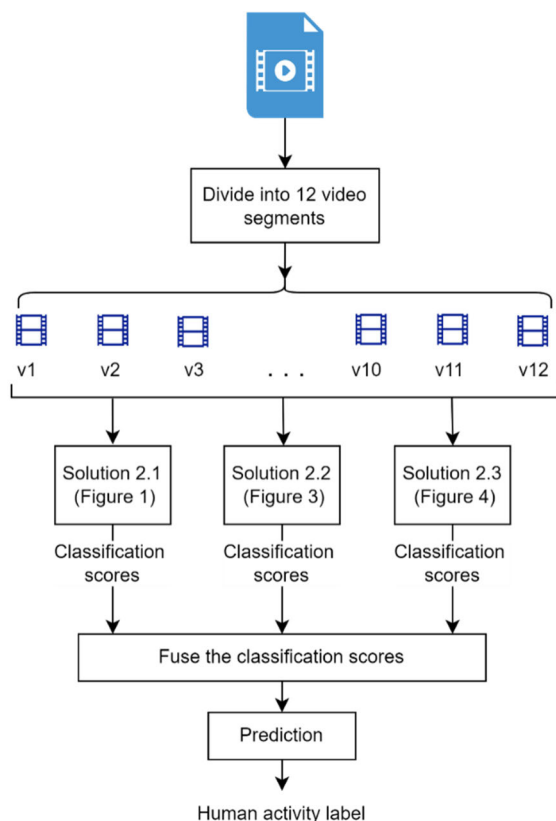 Divide into 12 video
segments
v1 v2 v3 . . . v10 v11 v12
Solution 2.1
(Figure 1)
Solution 2.2
(Figure 3)
Solution 2.3
(Figure 4)
Classification
scores
Classification
scores
Classification
scores
Fuse the classification scores
Prediction
Human activity label